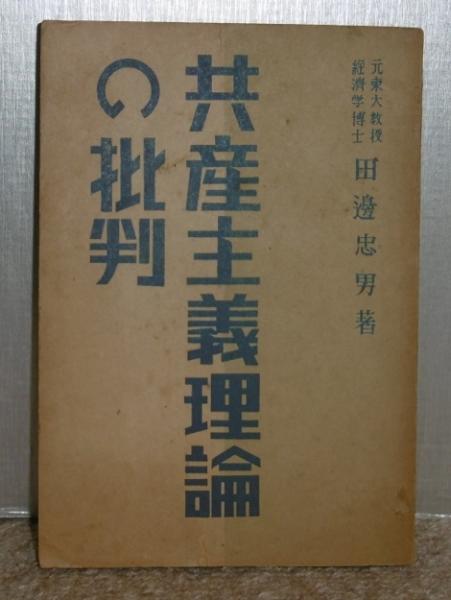 元東大教授
経済学博士
田邊忠男著
共産主義理論
の批判